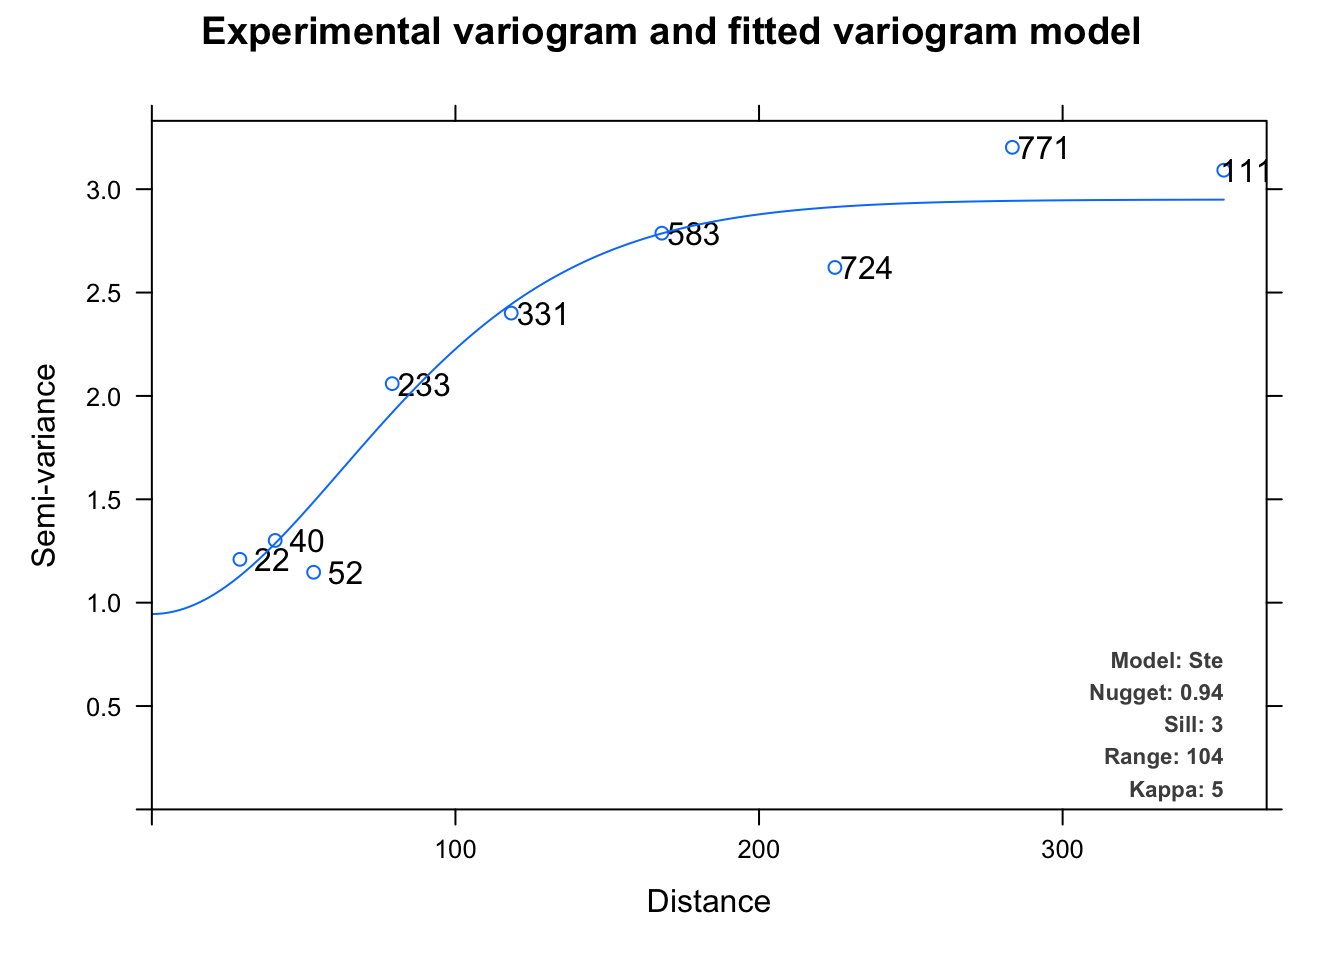 Experimental variogram and fitted variogram model
771
111
3.0
583
724
2.5
331
233
2.0
Semi-variance
1.5
40
22
52
1.0
Model: Ste
Nugget: 0.94
0.5
Sill: 3
Range: 104
Kappa: 5
100 200 300
Distance